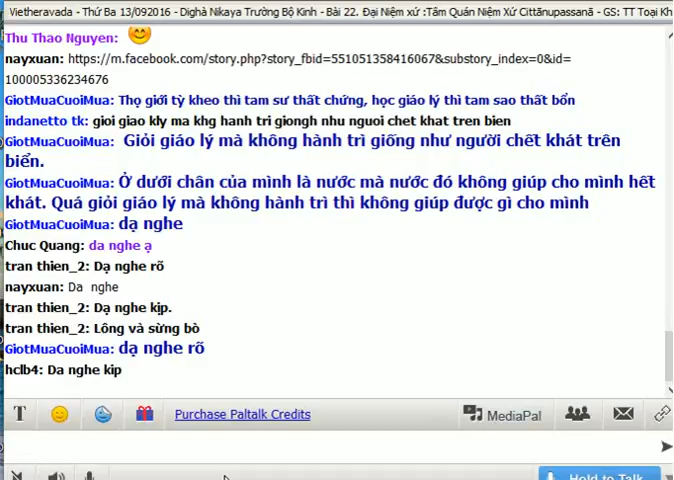 Vietheravada - Thứ Ba 13/092016 - Dighà Nikaya Trường Bộ Kinh - Bài 22. Đại Niệm xứ :Tâm Quán Niệm Xứ Cittānupassanā - GS: TT Toại Kh
Thu Thao Nguyen:
nayxuan: https://m.facebook.com/story.php?story_fbid=551051358416067&substory_index=0&id=
100005336234676
GiotMuaCuoiMua: Thọ giới tỳ kheo thì tam sư thất chứng, học giáo lý thì tam sao thất bổn
indanetto tk: gioi giao kly ma khg hanh tri giongh nhu nguoi chet khat tren bien
GiotMuaCuoiMua: Giỏi giáo lý mà không hành trì giống như người chết khát trên
biển.
GiotMuaCuoiMua: Ở dưới chân của mình là nước mà nước đó không giúp cho mình hết
khát. Quá giỏi giáo lý mà không hành trì thì không giúp được gì cho mình
GiotMuaCuoiMua: dạ nghe
Chuc Quang: da nghe ạ
tran thien_2: Dạ nghe rõ
nayxuan: Da nghe
tran thien_2: Dạ nghe kịp.
tran thien_2: Lông và sừng bò
GiotMuaCuoiMua: dạ nghe rõ
hclb4: Da nghe kip
T Purchase Paltalk Credits MediaPal
Hold to Talk